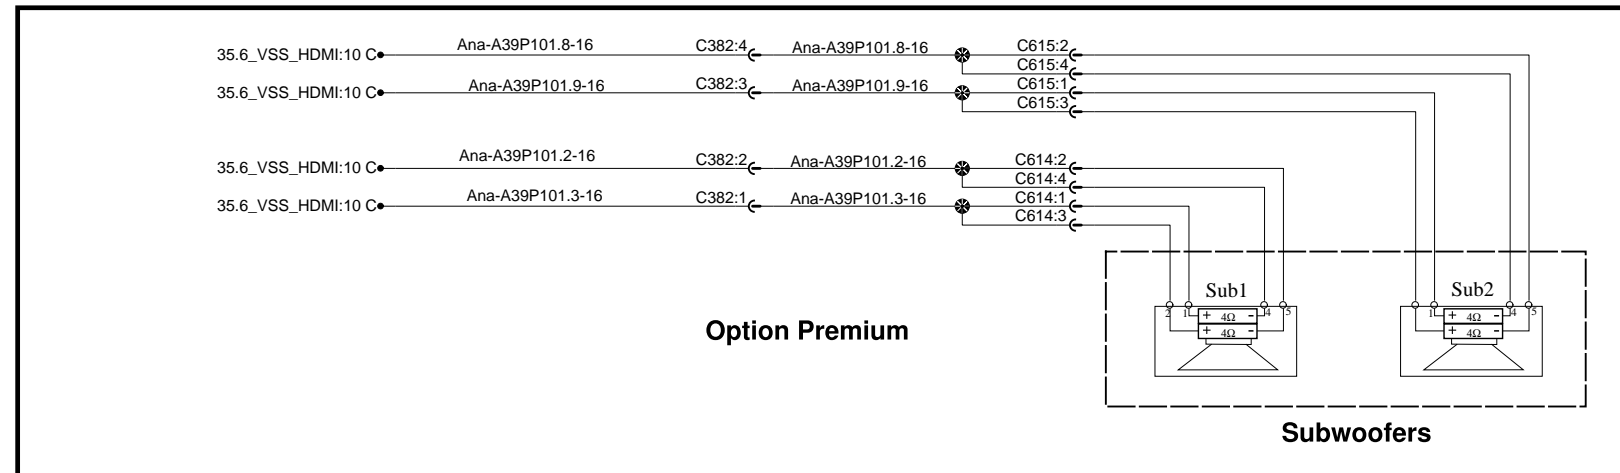 35.6_VSS_HDMI:10 C Ana-A39P101.8-16 C382:4 Ana-A39P101.8-16 C615:2
C615:4
35.6_VSS_HDMI:10 C Ana-A39P101.9-16 C382:3 Ana-A39P101.9-16 C615:1
C615:3
35.6_VSS_HDMI:10 C Ana-A39P101.2-16 C382:2 Ana-A39P101.2-16 C614:2
C614:4
35.6_VSS_HDMI:10 C Ana-A39P101.3-16 C382:1 Ana-A39P101.3-16 C614:1
C614:3
Sub1 Sub2
2 1 + 4Ω - 4 5 1 + 4Ω - 4 5
+ 4Ω - + 4Ω -
Option Premium
Subwoofers